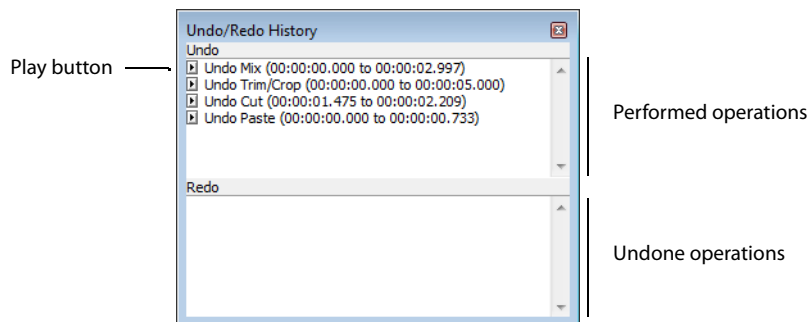 Undo/Redo History
Undo
Play button
Undo Mix (00:00:00.000 to 00:00:02.997)
Undo Trim/Crop (00:00:00.000 to 00:00:05.000)
Undo Cut (00:00:01.475 to 00:00:02.209)
Undo Paste (00:00:00.000 to 00:00:00.733)
Performed operations
Redo
Undone operations